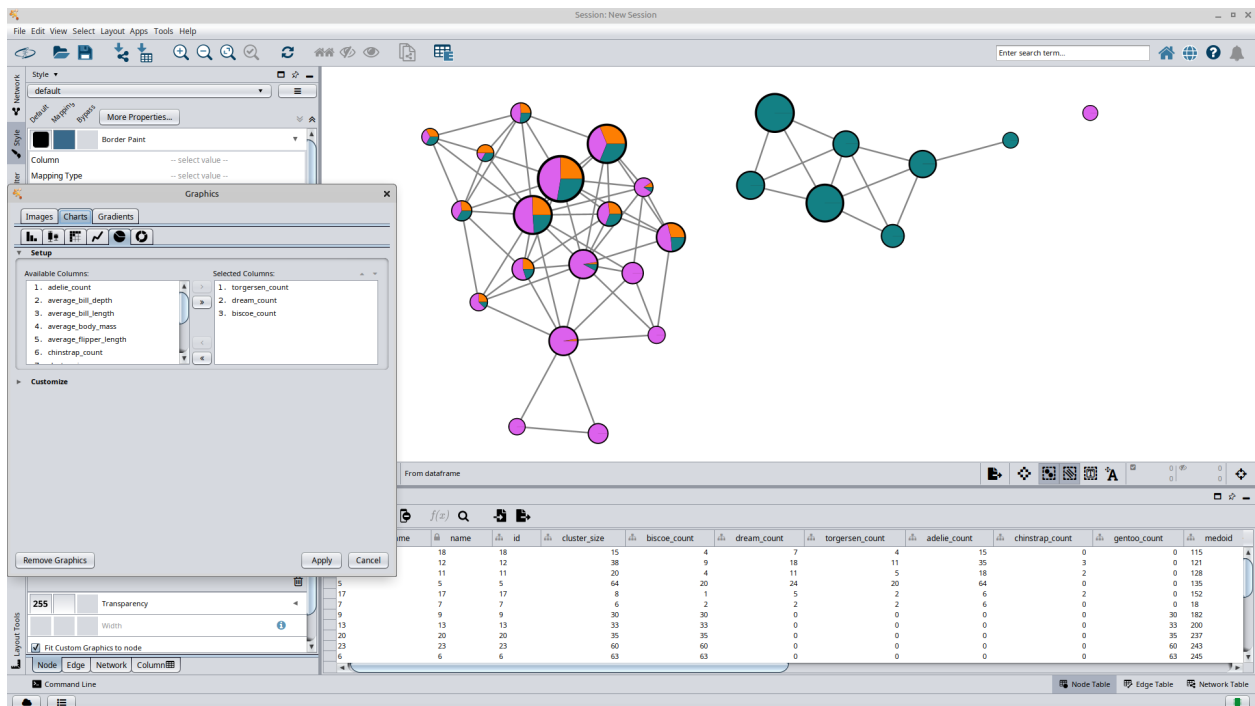 Session: New Session
File Edit View Select Layout Apps Tools Help
Enter search term...
Network
Style
Style
default
Default
Mapping
Bypass
More Properties...
Border Paint
Column -- select value --
Mapping Type -- select value --
Graphics
Images Charts Gradients
Setup
Available Columns: Selected Columns:
1. adelie_count
2. average_bill_depth
3. average_bill_length
4. average_body_mass
5. average_flipper_length
6. chinstrap_count
1. torgersen_count
2. dream_count
3. biscoe_count
Customize
Remove Graphics Apply Cancel
From dataframe
0 0
0 0
f(x)
me name id cluster_size biscoe_count dream_count torgersen_count adelie_count chinstrap_count gentoo_count medoid
18 18 15 4 7 4 15 0 0 115
12 12 38 9 18 11 35 3 0 121
11 11 20 4 11 5 18 2 0 128
5 5 5 64 20 24 20 64 0 0 135
17 17 17 8 1 5 2 6 2 0 152
7 7 7 6 2 2 2 6 0 0 18
9 9 9 30 30 0 0 0 0 30 182
13 13 13 33 33 0 0 0 0 33 200
20 20 20 35 35 0 0 0 0 35 237
23 23 23 60 60 0 0 0 0 60 243
6 6 6 63 63 0 0 0 0 63 245
255 Transparency
Width
Fit Custom Graphics to node
Layout Tools
Node Edge Network Column
Command Line
Node Table Edge Table Network Table